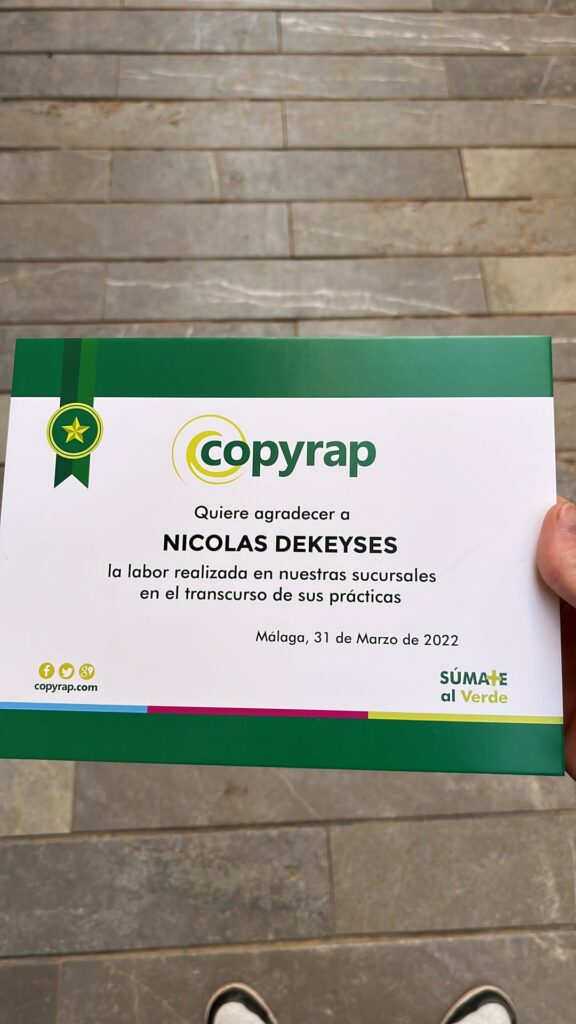 copyrap
Quiere agradecer a
NICOLAS DEKEYSES
la labor realizada en nuestras sucursales
en el transcurso de sus prácticas
Málaga, 31 de Marzo de 2022
f g+
copyrap.com
SÚMATE
al Verde